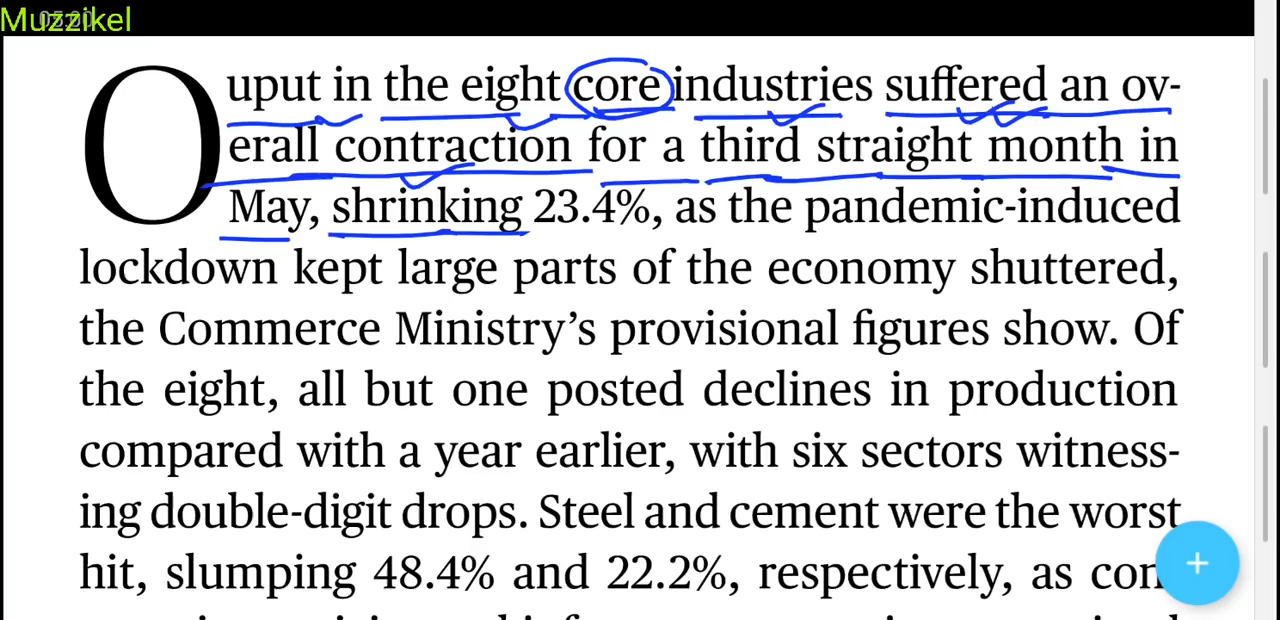 Muzzikel
Ouput in the eight core industries suffered an ov-
erall contraction for a third straight month in
May, shrinking 23.4%, as the pandemic-induced
lockdown kept large parts of the economy shuttered,
the Commerce Ministry’s provisional figures show. Of
the eight, all but one posted declines in production
compared with a year earlier, with six sectors witness-
ing double-digit drops. Steel and cement were the worst
hit, slumping 48.4% and 22.2%, respectively, as